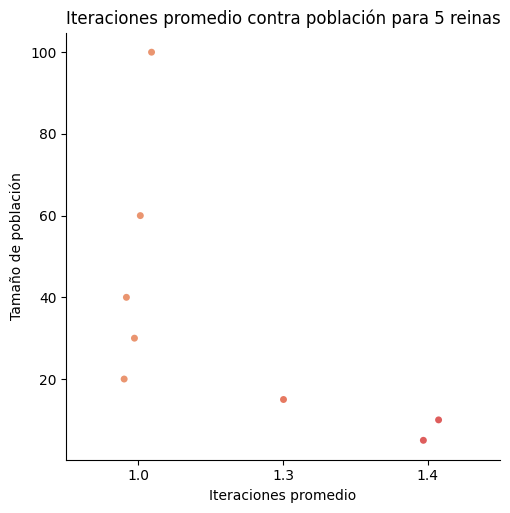 Iteraciones promedio contra población para 5 reinas
100
80
60
40
20
Tamaño de población
1.0
1.3
1.4
Iteraciones promedio